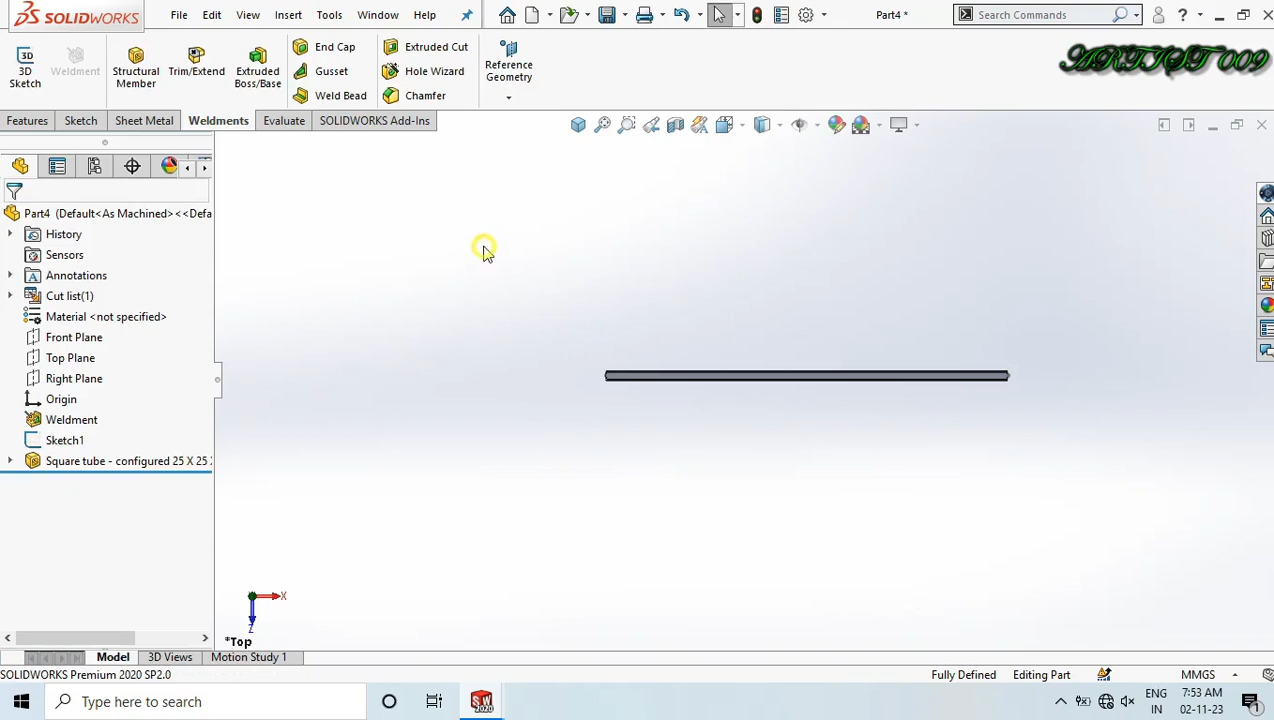 SOLIDWORKS File Edit View Insert Tools Window Help Part4 * Search Commands ?
ARTIST 009
3D Sketch
Weldment
Structural Member
Trim/Extend
Extruded Boss/Base
End Cap
Gusset
Weld Bead
Extruded Cut
Hole Wizard
Chamfer
Reference Geometry
Features Sketch Sheet Metal Weldments Evaluate SOLIDWORKS Add-Ins
Part4 (Default<As Machined><<Defa
History
Sensors
Annotations
Cut list(1)
Material <not specified>
Front Plane
Top Plane
Right Plane
Origin
Weldment
Sketch1
Square tube - configured 25 X 25
X
Z
*Top
Model 3D Views Motion Study 1
SOLIDWORKS Premium 2020 SP2.0 Fully Defined Editing Part MMGS
Type here to search
SW 2020
ENG IN
7:53 AM
02-11-23
1